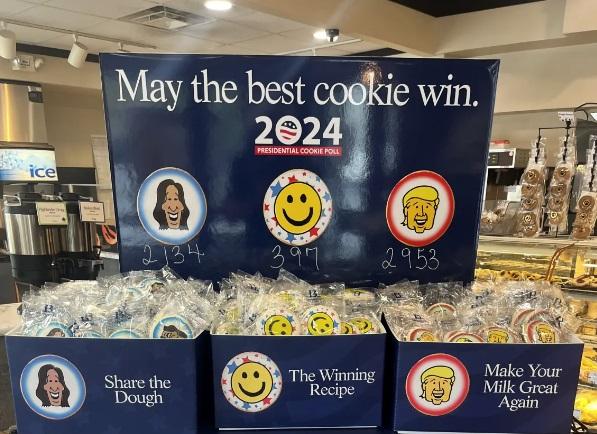 May the best cookie win.
2024
PRESIDENTIAL COOKIE POLL
2134
397
2953
ice
Share the
Dough
The Winning
Recipe
Make Your
Milk Great
Again